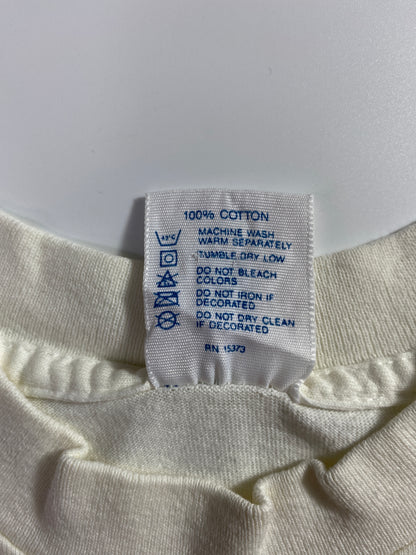 100% COTTON
MACHINE WASH
WARM SEPARATELY
TUMBLE DRY LOW
DO NOT BLEACH
COLORS
DO NOT IRON IF
DECORATED
DO NOT DRY CLEAN
IF DECORATED
RN 15373